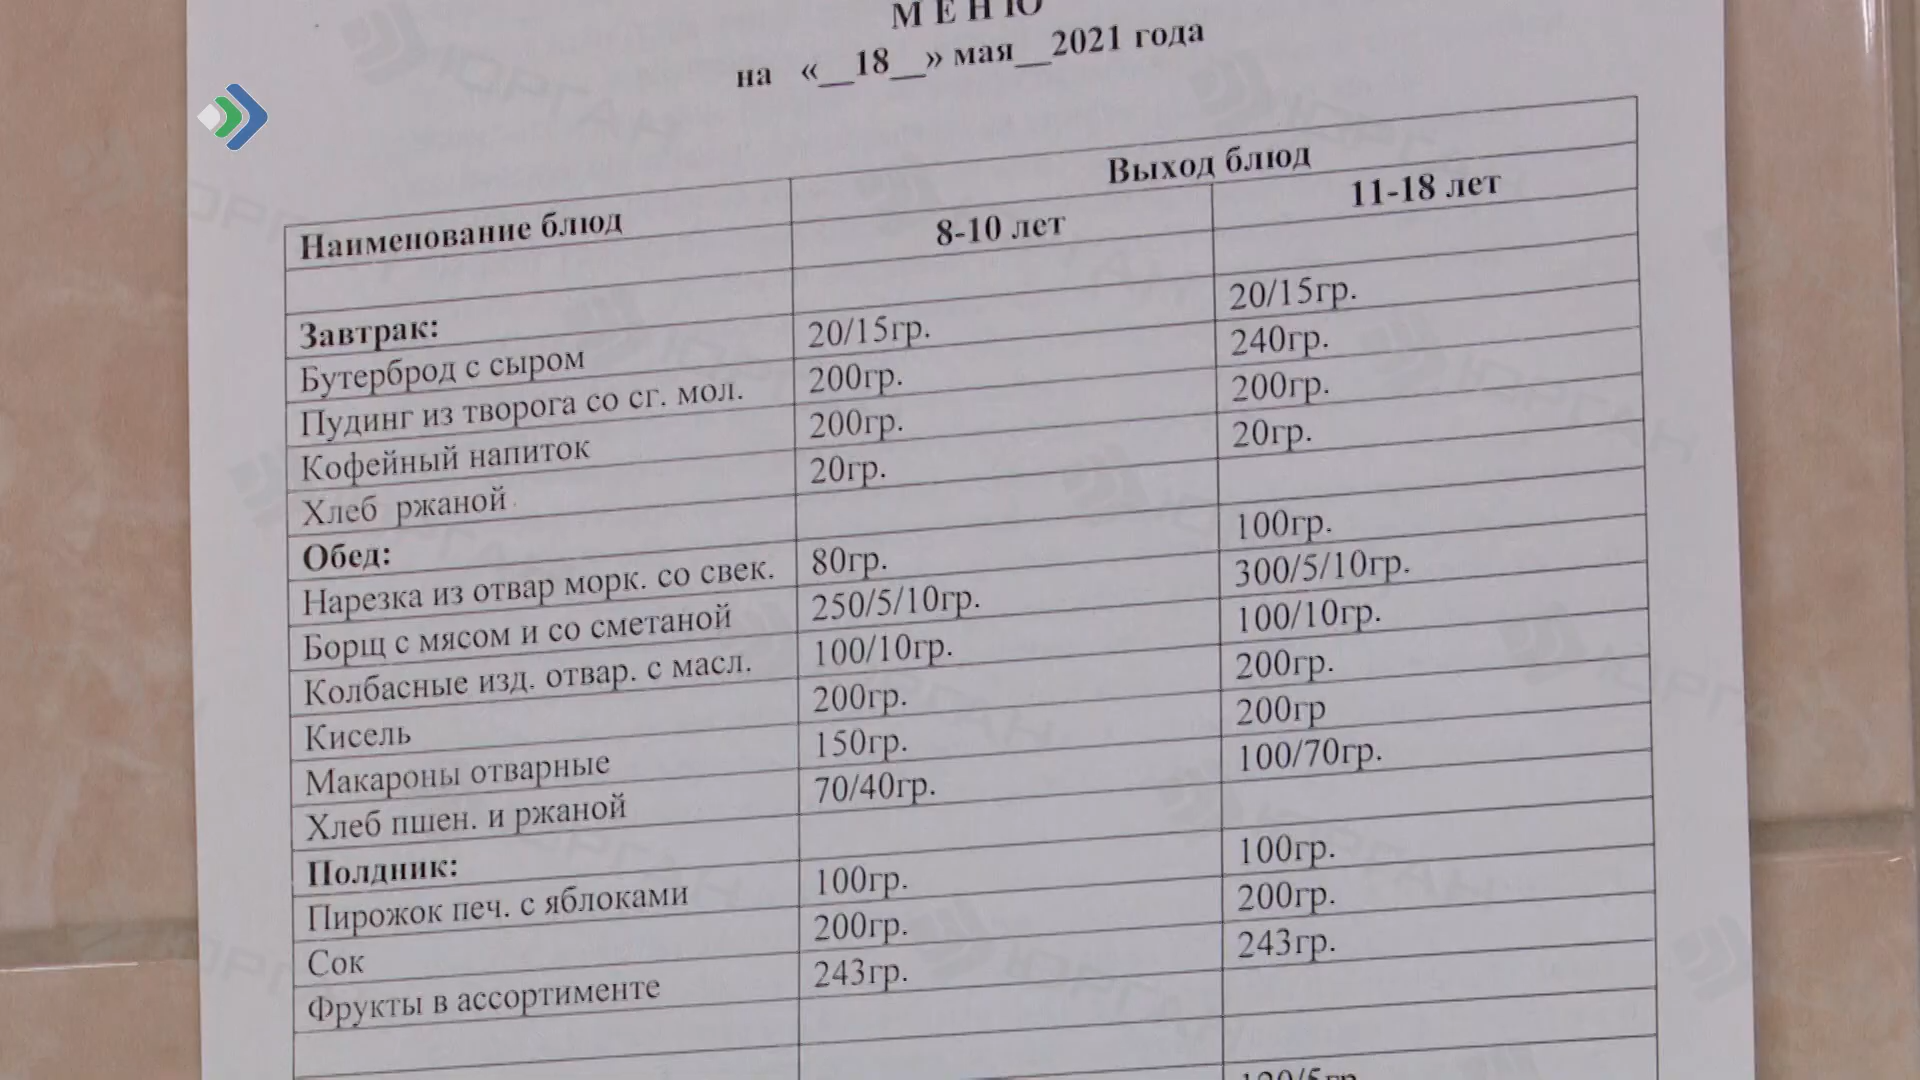 МЕНЮ
на «__18__» мая__2021 года
Наименование блюд Выход блюд
8-10 лет 11-18 лет
Завтрак:
Бутерброд с сыром 20/15гр. 20/15гр.
Пудинг из творога со сг. мол. 200гр. 240гр.
Кофейный напиток 200гр. 200гр.
Хлеб ржаной 20гр. 20гр.
Обед:
Нарезка из отвар морк. со свек. 80гр. 100гр.
Борщ с мясом и со сметаной 250/5/10гр. 300/5/10гр.
Колбасные изд. отвар. с масл. 100/10гр. 100/10гр.
Кисель 200гр. 200гр.
Макароны отварные 150гр. 200гр
Хлеб пшен. и ржаной 70/40гр. 100/70гр.
Полдник:
Пирожок печ. с яблоками 100гр. 100гр.
Сок 200гр. 200гр.
Фрукты в ассортименте 243гр. 243гр.